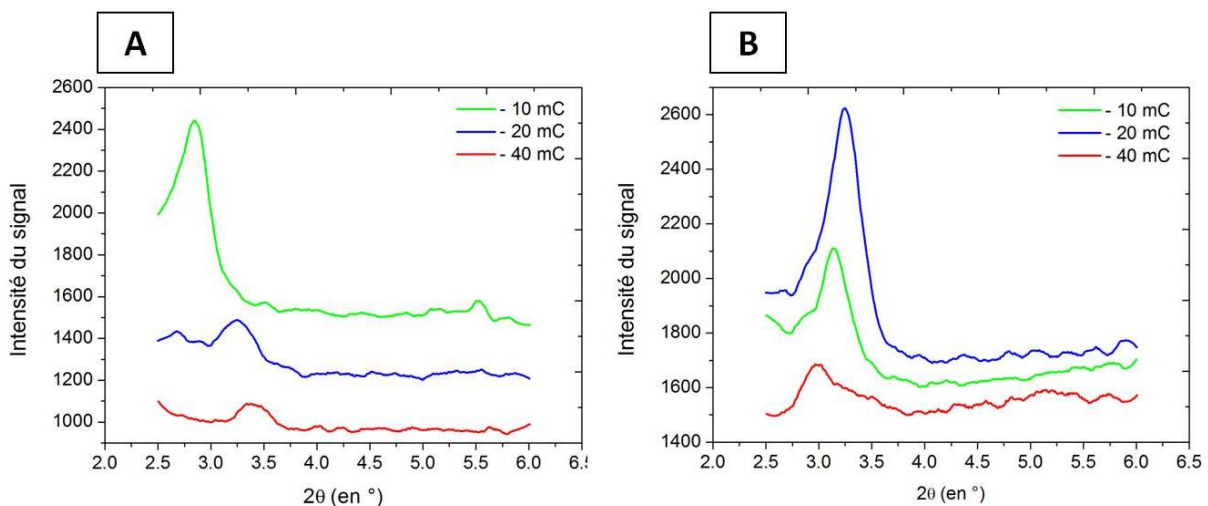 A
2600
2400
2200
2000
1800
1600
1400
1200
1000
Intensité du signal
- 10 mC
- 20 mC
- 40 mC
2.0 2.5 3.0 3.5 4.0 4.5 5.0 5.5 6.0 6.5
2θ (en °)
B
2600
2400
2200
2000
1800
1600
1400
Intensité du signal
- 10 mC
- 20 mC
- 40 mC
2.0 2.5 3.0 3.5 4.0 4.5 5.0 5.5 6.0 6.5
2θ (en °)